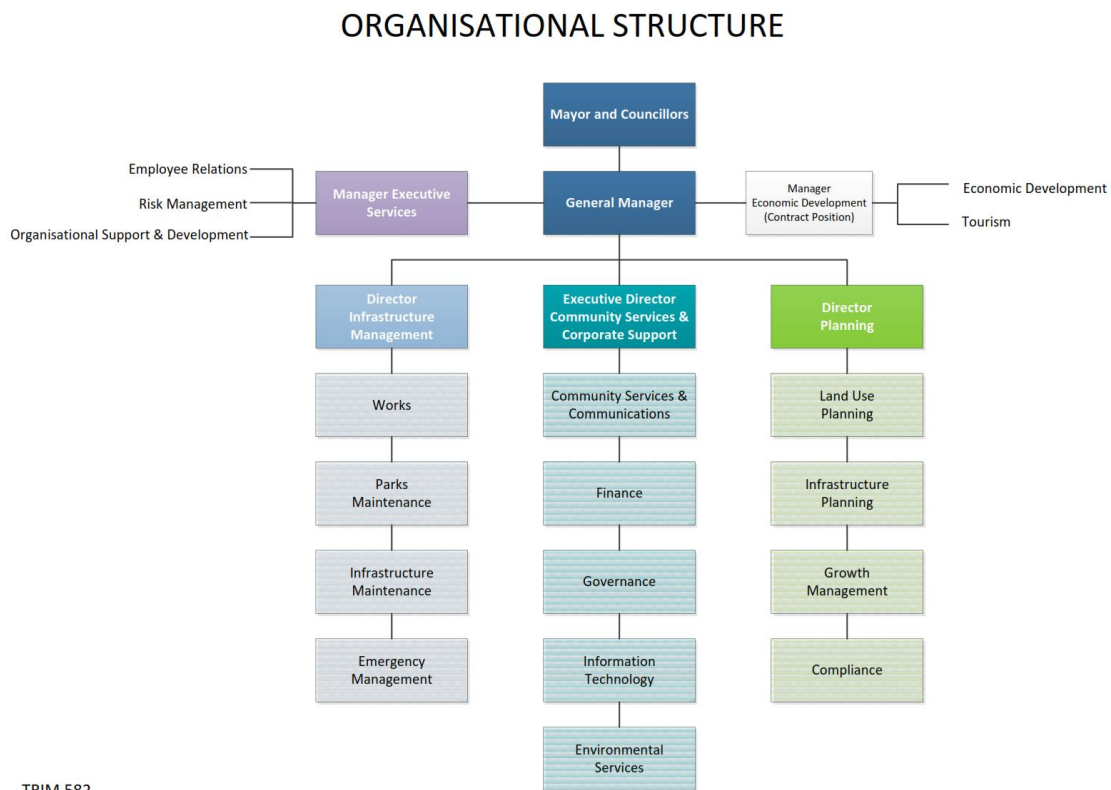 ORGANISATIONAL STRUCTURE
Mayor and Councillors
Employee Relations
Risk Management
Organisational Support & Development
Manager Executive
Services
General Manager
Manager
Economic Development
(Contract Position)
Economic Development
Tourism
Director
Infrastructure
Management
Executive Director
Community Services &
Corporate Support
Director
Planning
Works
Community Services &
Communications
Land Use
Planning
Parks
Maintenance
Finance
Infrastructure
Planning
Infrastructure
Maintenance
Governance
Growth
Management
Emergency
Management
Information
Technology
Compliance
Environmental
Services
TRIM 582